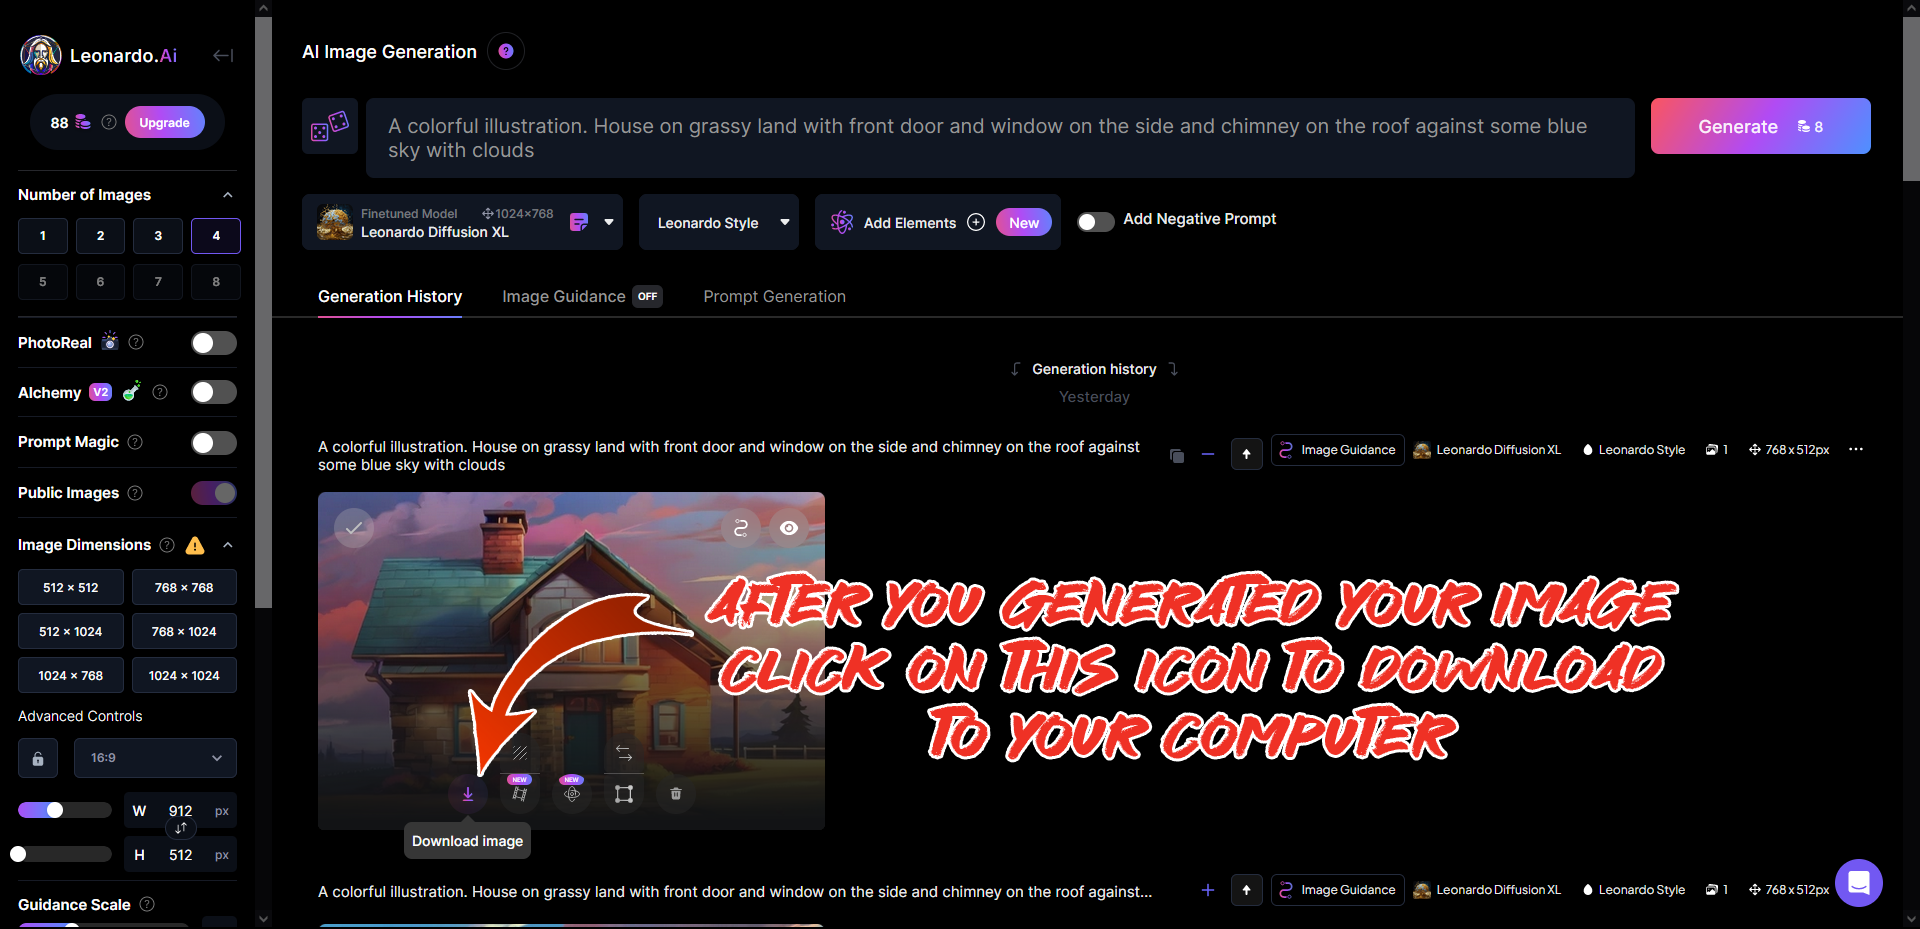 Leonardo.Ai
88 Upgrade
Number of Images
1 2 3 4
5 6 7 8
PhotoReal
Alchemy V2
Prompt Magic
Public Images
Image Dimensions
512 × 512 768 × 768
512 × 1024 768 × 1024
1024 × 768 1024 × 1024
Advanced Controls
16:9
W 912 px
H 512 px
Guidance Scale
AI Image Generation
A colorful illustration. House on grassy land with front door and window on the side and chimney on the roof against some blue
sky with clouds
Generate 8
Finetuned Model 1024×768
Leonardo Diffusion XL
Leonardo Style
Add Elements New
Add Negative Prompt
Generation History Image Guidance OFF Prompt Generation
Generation history
Yesterday
A colorful illustration. House on grassy land with front door and window on the side and chimney on the roof against
some blue sky with clouds
Image Guidance Leonardo Diffusion XL Leonardo Style 1 768 x 512px
AFTER YOU GENERATED YOUR IMAGE
CLICK ON THIS ICON TO DOWNLOAD
TO YOUR COMPUTER
NEW NEW
Download image
A colorful illustration. House on grassy land with front door and window on the side and chimney on the roof against...
Image Guidance Leonardo Diffusion XL Leonardo Style 1 768 x 512px